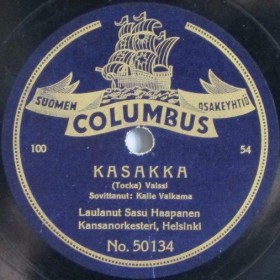 SUOMEN OSAKEYHTIÖ
COLUMBUS
100 54
KASAKKA
(Tocka) Valssi
Sovittanut: Kalle Valkama
Laulanut Sasu Haapanen
Kansanorkesteri, Helsinki
No. 50134